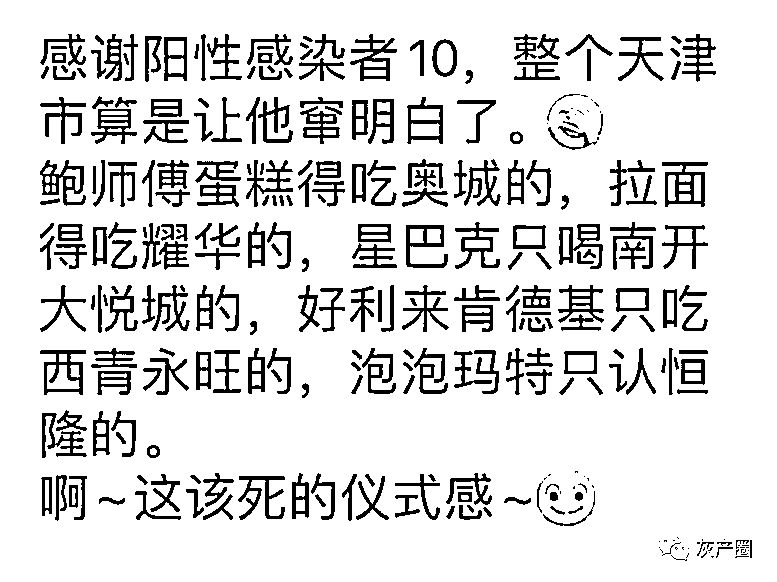 感谢阳性感染者10，整个天津
市算是让他窜明白了。
鲍师傅蛋糕得吃奥城的，拉面
得吃耀华的，星巴克只喝南开
大悦城的，好利来肯德基只吃
西青永旺的，泡泡玛特只认恒
隆的。
啊~这该死的仪式感~
灰产圈